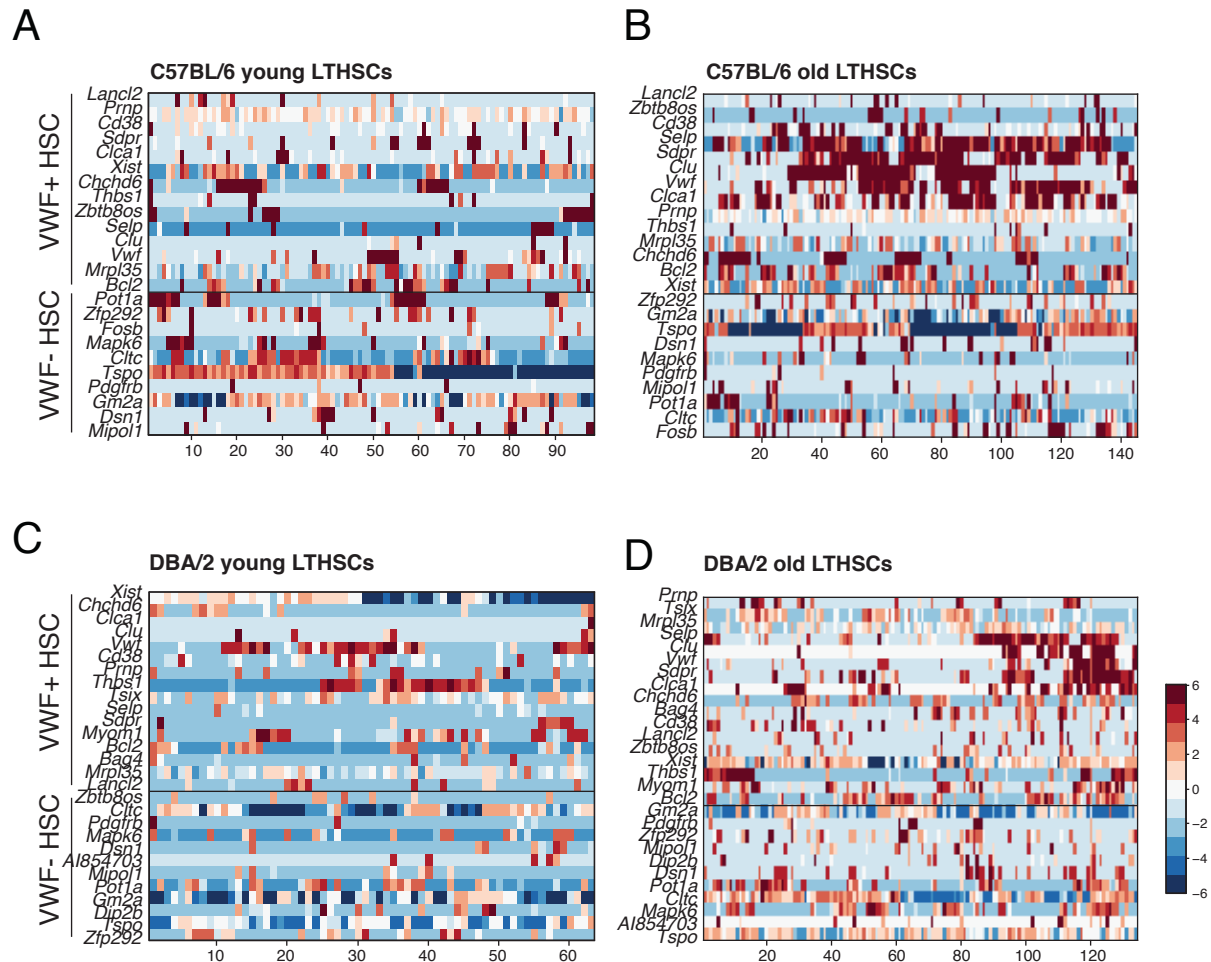 A
C57BL/6 young LTHSCs
VWF+ HSC
Lancl2
Prnp
Cd38
Sdpr
Clca1
Xist
Chchd6
Thbs1
Zbtb8os
Selp
Clu
Vwf
Mrpl35
Bcl2
VWF- HSC
Pot1a
Zfp292
Fosb
Mapk6
Cltc
Tspo
Pdgfrb
Gm2a
Dsn1
Mipol1
10 20 30 40 50 60 70 80 90
B
C57BL/6 old LTHSCs
Lancl2
Zbtb8os
Cd38
Selp
Sdpr
Clu
Vwf
Clca1
Prnp
Thbs1
Mrpl35
Chchd6
Bcl2
Xist
Zfp292
Gm2a
Tspo
Dsn1
Mapk6
Pdgfrb
Mipol1
Pot1a
Cltc
Fosb
20 40 60 80 100 120 140
C
DBA/2 young LTHSCs
VWF+ HSC
Xist
Chchd6
Clca1
Clu
Vwf
Cd38
Prnp
Thbs1
Tsix
Selp
Sdpr
Myom1
Bcl2
Bag4
Mrpl35
Lancl2
VWF- HSC
Zbtb8os
Cltc
Pdgfrb
Mapk6
Dsn1
AI854703
Mipol1
Pot1a
Gm2a
Dip2b
Tspo
Zfp292
10 20 30 40 50 60
D
DBA/2 old LTHSCs
Prnp
Tsix
Mrpl35
Selp
Clu
Vwf
Sdpr
Clca1
Chchd6
Bag4
Cd38
Lancl2
Zbtb8os
Xist
Thbs1
Myom1
Bcl2
Gm2a
Pdgfrb
Zfp292
Mipol1
Dip2b
Dsn1
Pot1a
Cltc
Mapk6
AI854703
Tspo
20 40 60 80 100 120
6
4
2
0
−2
−4
−6